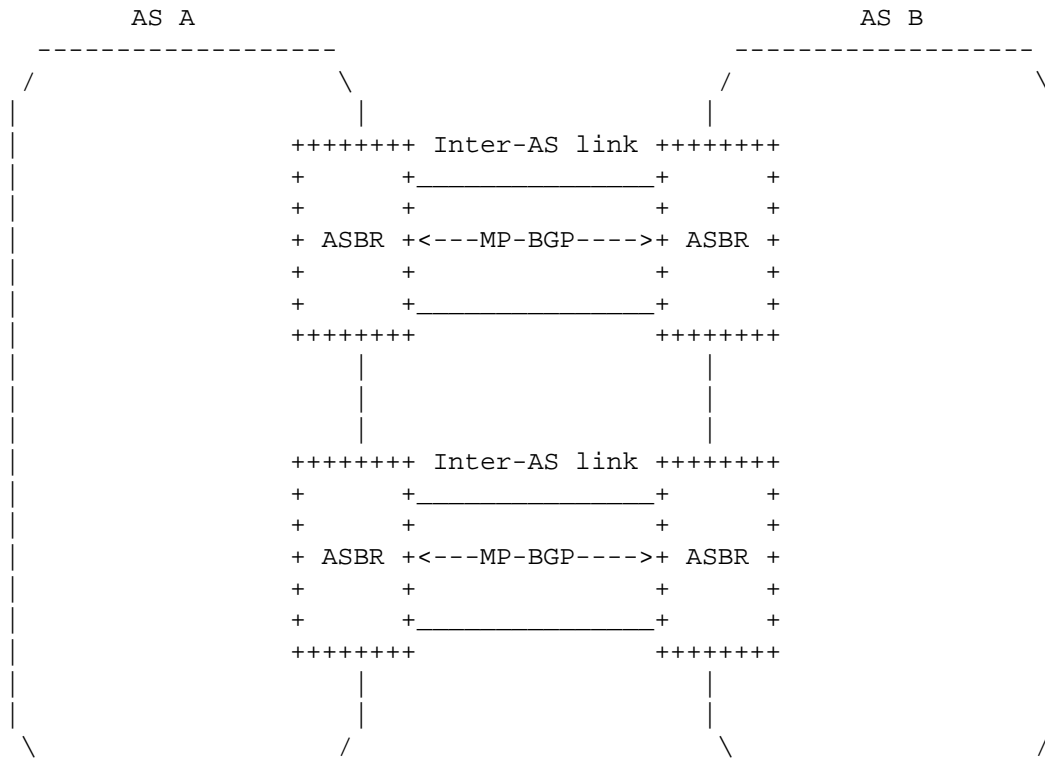 AS A AS B
Inter-AS link
ASBR <---MP-BGP----> ASBR
Inter-AS link
ASBR <---MP-BGP----> ASBR